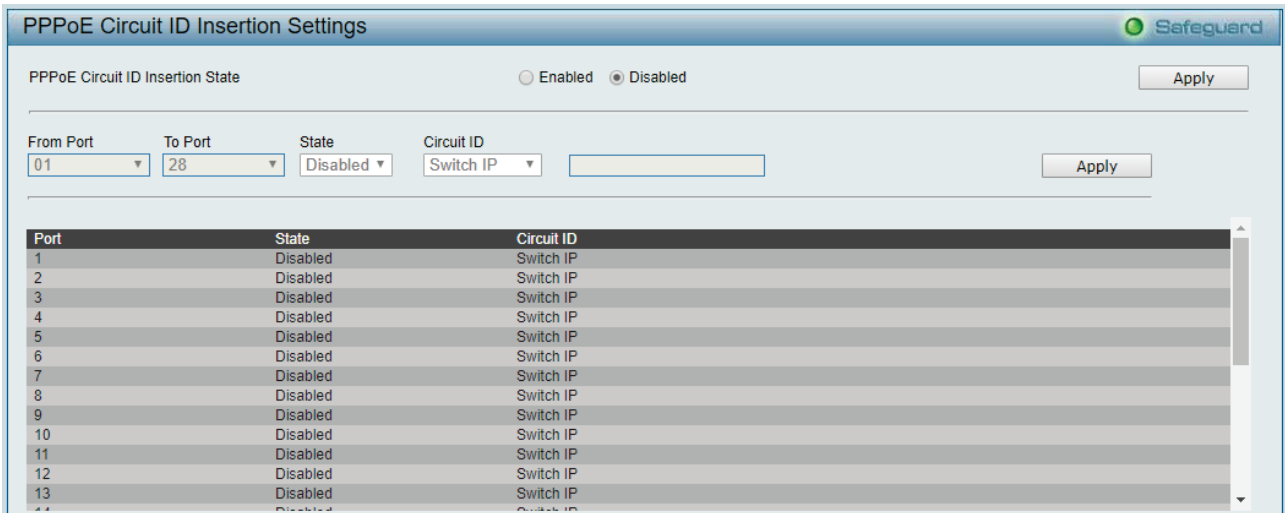 PPPoE Circuit ID Insertion Settings Safeguard
PPPoE Circuit ID Insertion State Enabled Disabled Apply
From Port To Port State Circuit ID
01 28 Disabled Switch IP Apply
Port State Circuit ID
1 Disabled Switch IP
2 Disabled Switch IP
3 Disabled Switch IP
4 Disabled Switch IP
5 Disabled Switch IP
6 Disabled Switch IP
7 Disabled Switch IP
8 Disabled Switch IP
9 Disabled Switch IP
10 Disabled Switch IP
11 Disabled Switch IP
12 Disabled Switch IP
13 Disabled Switch IP